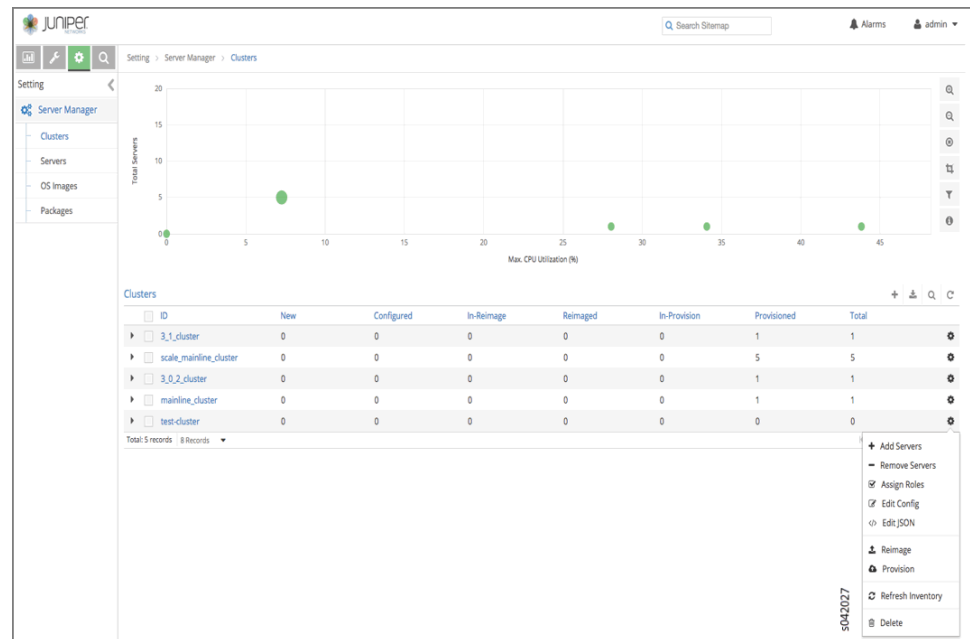 JUNIPER
NETWORKS
Search Sitemap
Alarms
admin
Setting > Server Manager > Clusters
Setting
Server Manager
Clusters
Servers
OS Images
Packages
Total Servers
20
15
10
5
0
0 5 10 15 20 25 30 35 40 45
Max. CPU Utilization (%)
Clusters
ID New Configured In-Reimage Reimaged In-Provision Provisioned Total
3_1_cluster 0 0 0 0 0 1 1
scale_mainline_cluster 0 0 0 0 0 5 5
3_0_2_cluster 0 0 0 0 0 1 1
mainline_cluster 0 0 0 0 0 1 1
test-cluster 0 0 0 0 0 0 0
Total: 5 records 8 Records
Add Servers
Remove Servers
Assign Roles
Edit Config
Edit JSON
Reimage
Provision
Refresh Inventory
Delete
s042027